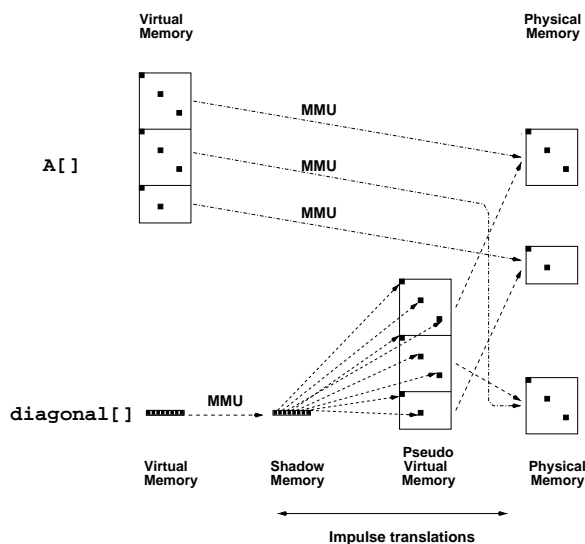 Virtual
Memory
Physical
Memory
MMU
A[]
MMU
MMU
diagonal[]
MMU
Virtual
Memory
Shadow
Memory
Pseudo
Virtual
Memory
Physical
Memory
Impulse translations